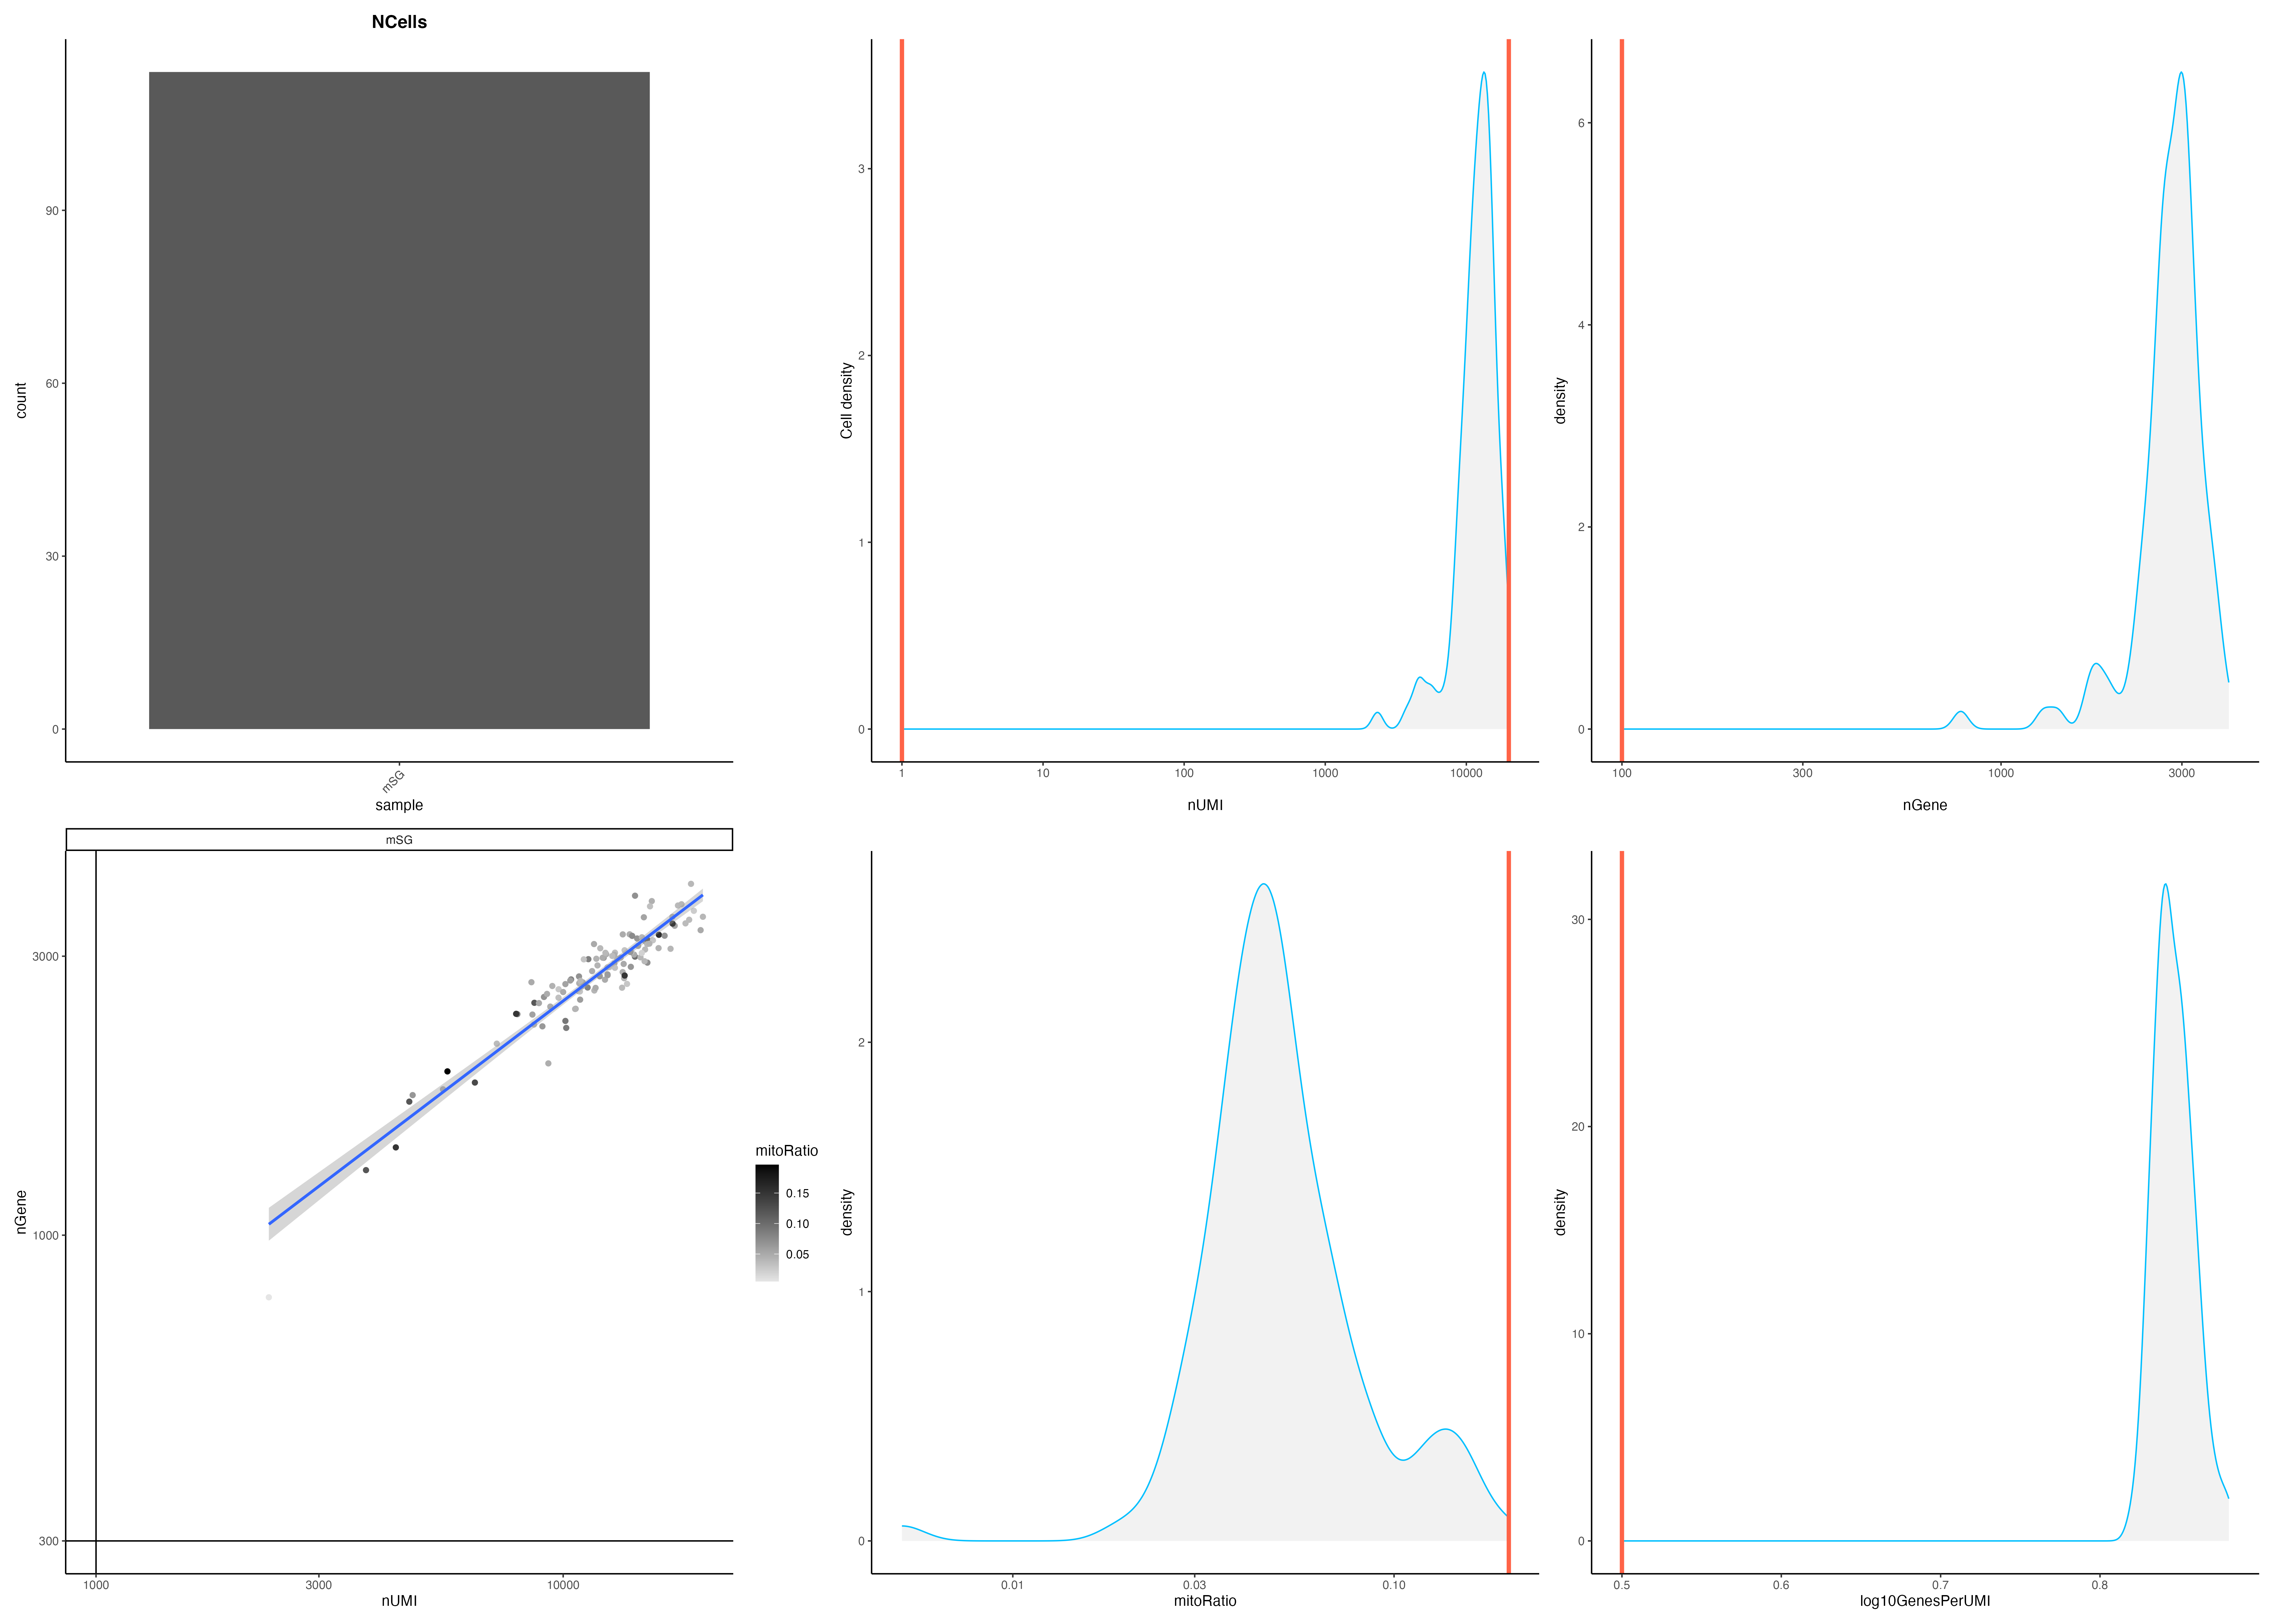 NCells
count
90
60
30
0
mSG
sample
Cell density
3
2
1
0
1
10
100
1000
10000
nUMI
density
6
4
2
0
100
300
1000
3000
nGene
mSG
nGene
3000
1000
300
1000
3000
10000
nUMI
mitoRatio
0.15
0.10
0.05
density
2
1
0
0.01
0.03
0.10
mitoRatio
density
30
20
10
0
0.5
0.6
0.7
0.8
log10GenesPerUMI